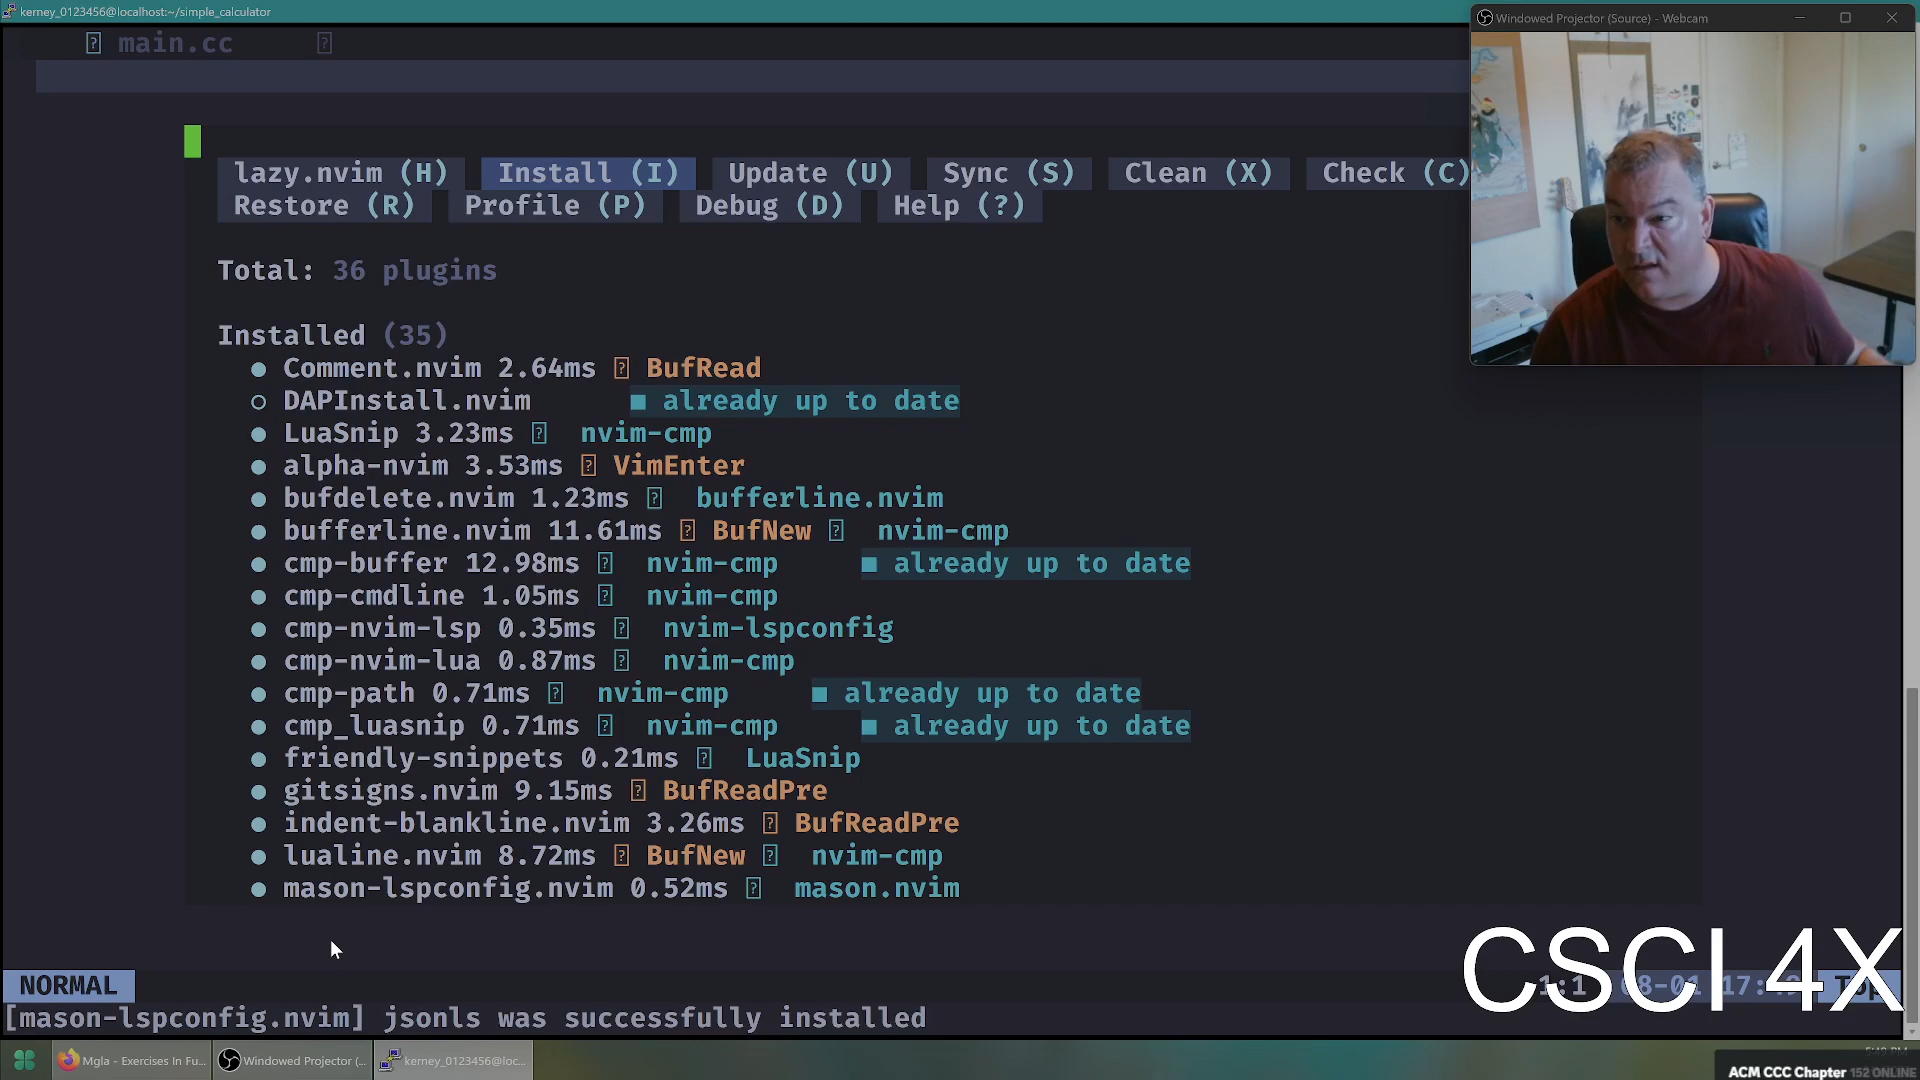 kerney_0123456@localhost:~/simple_calculator
Windowed Projector (Source) - Webcam
main.cc
lazy.nvim (H) Install (I) Update (U) Sync (S) Clean (X) Check (C)
Restore (R) Profile (P) Debug (D) Help (?)
Total: 36 plugins
Installed (35)
● Comment.nvim 2.64ms BufRead
○ DAPInstall.nvim ■ already up to date
● LuaSnip 3.23ms nvim-cmp
● alpha-nvim 3.53ms VimEnter
● bufdelete.nvim 1.23ms bufferline.nvim
● bufferline.nvim 11.61ms BufNew nvim-cmp
● cmp-buffer 12.98ms nvim-cmp ■ already up to date
● cmp-cmdline 1.05ms nvim-cmp
● cmp-nvim-lsp 0.35ms nvim-lspconfig
● cmp-nvim-lua 0.87ms nvim-cmp
● cmp-path 0.71ms nvim-cmp ■ already up to date
● cmp_luasnip 0.71ms nvim-cmp ■ already up to date
● friendly-snippets 0.21ms LuaSnip
● gitsigns.nvim 9.15ms BufReadPre
● indent-blankline.nvim 3.26ms BufReadPre
● lualine.nvim 8.72ms BufNew nvim-cmp
● mason-lspconfig.nvim 0.52ms mason.nvim
CSCI 4X
NORMAL 1:1 08-01 Top
[mason-lspconfig.nvim] jsonls was successfully installed
Mgla - Exercises In Fu... Windowed Projector (... kerney_0123456@loc...
ACM CCC Chapter 152 ONLINE